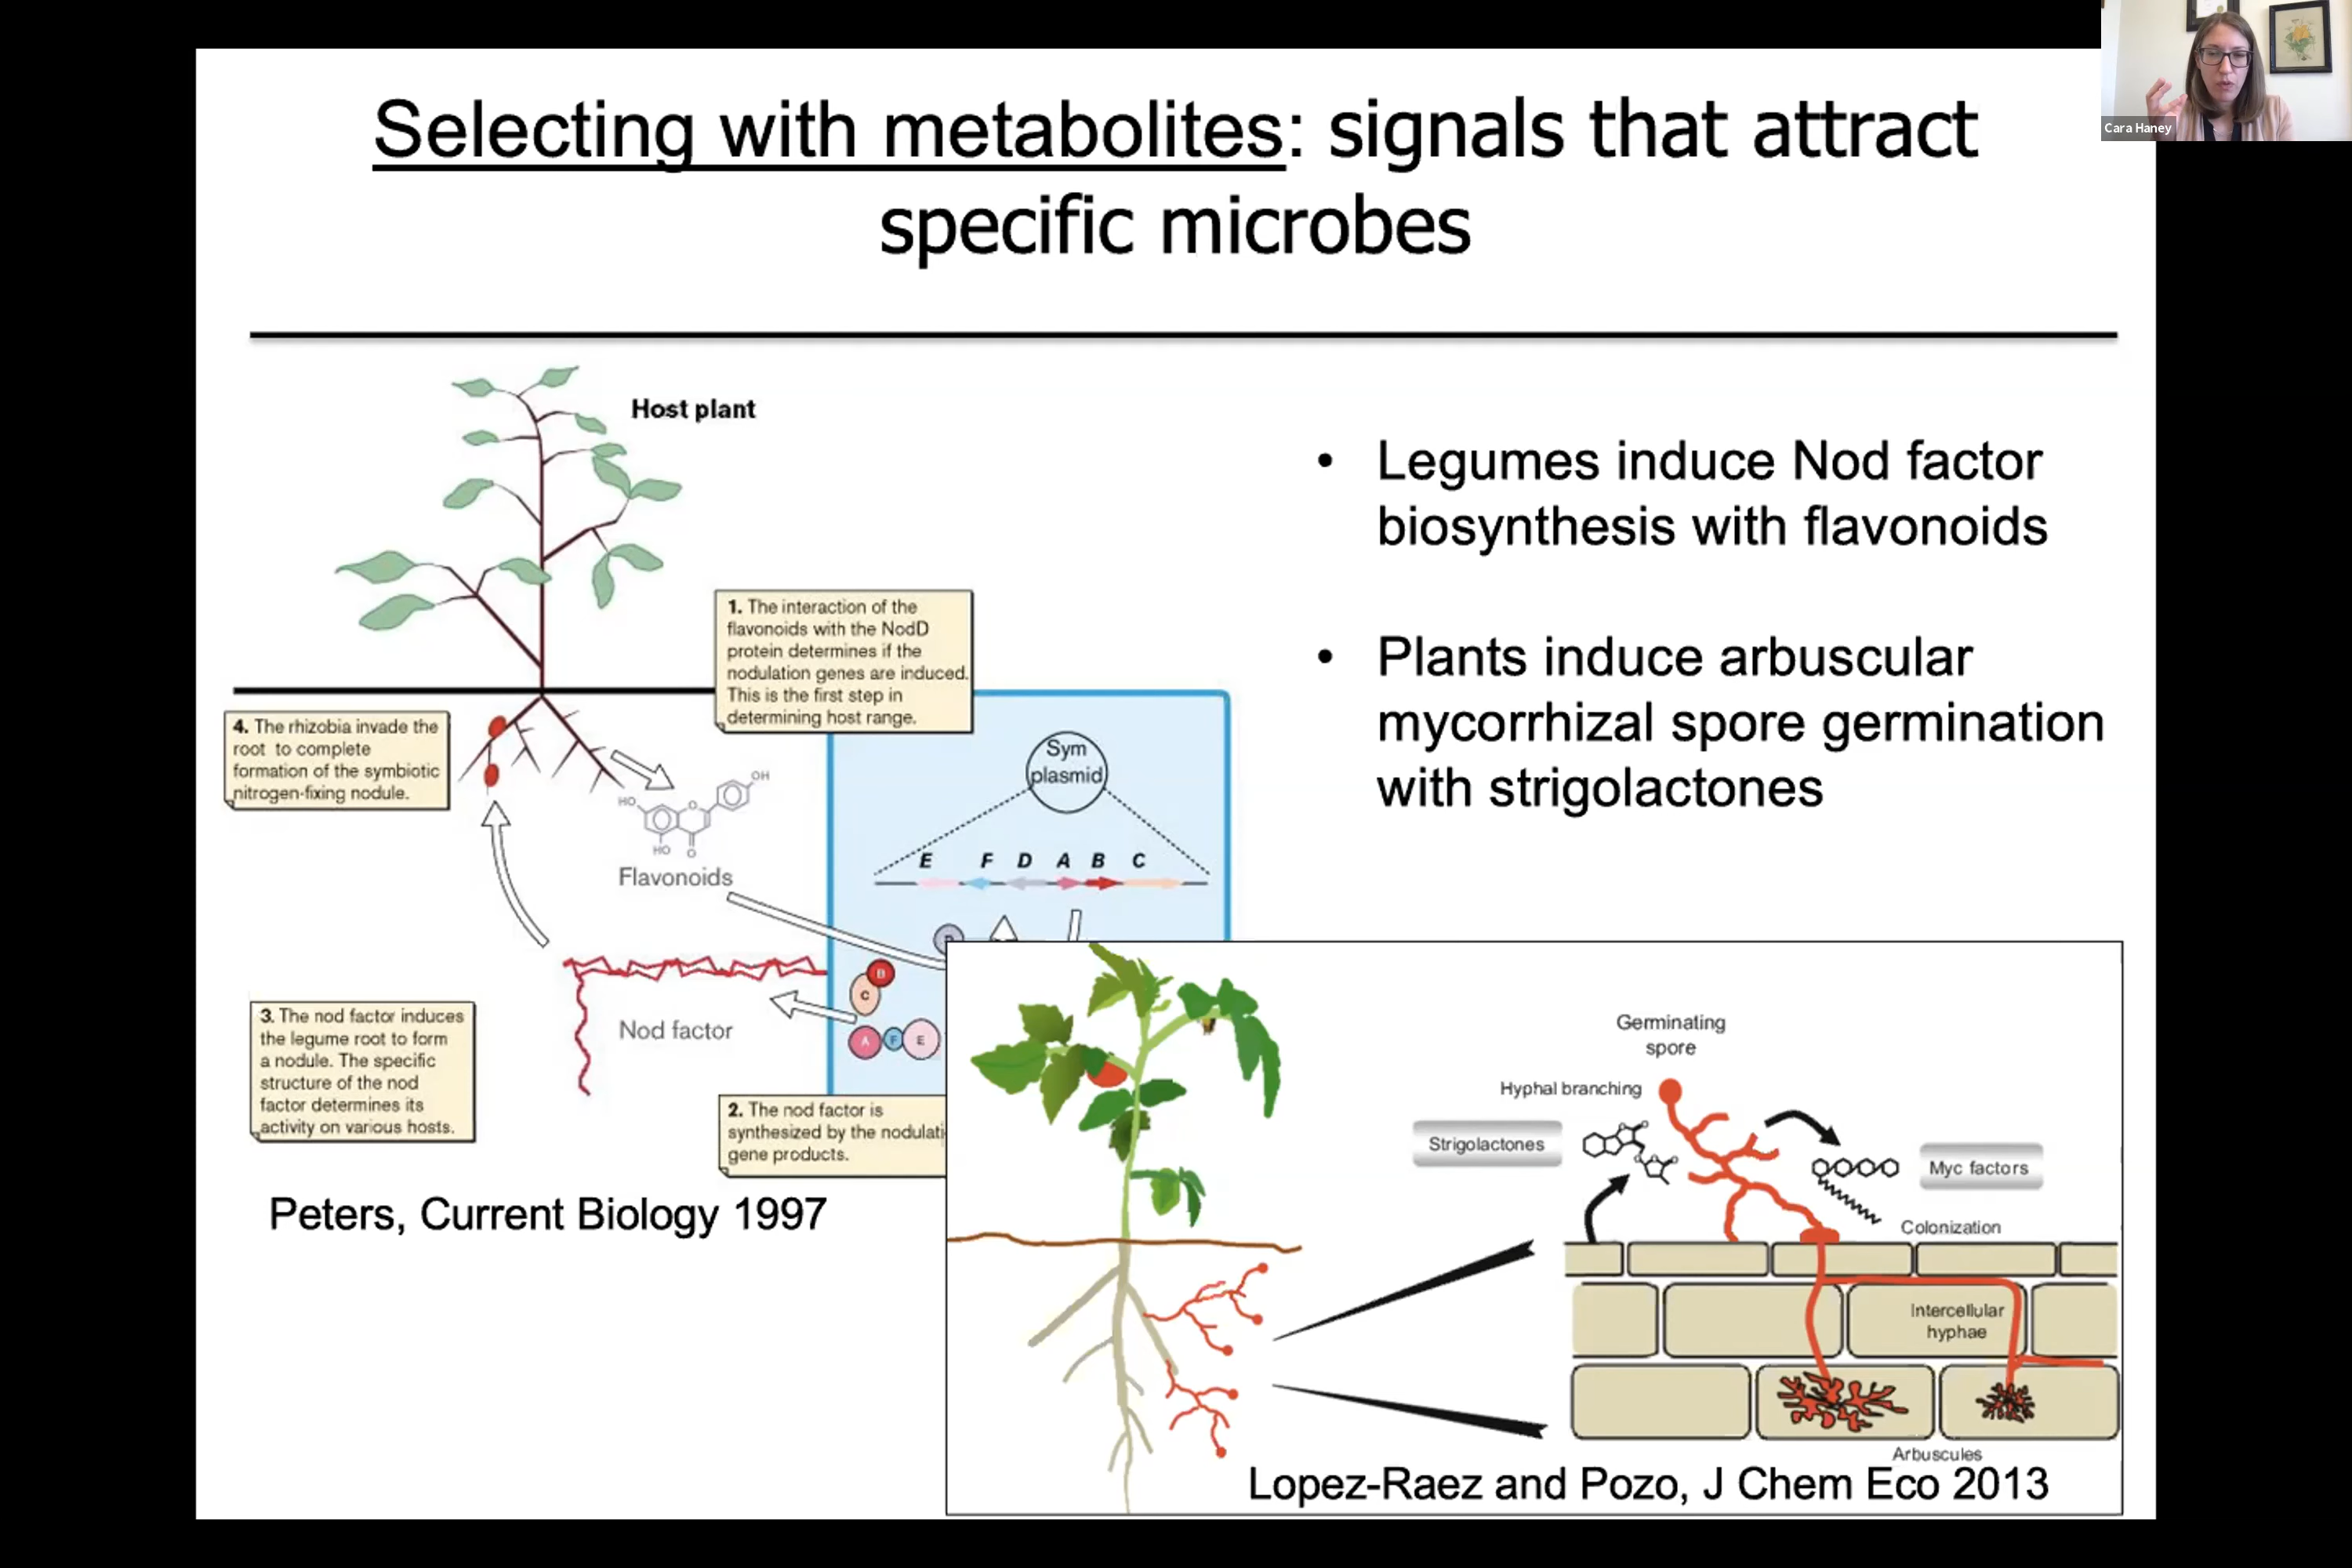 Cara Haney
Selecting with metabolites: signals that attract
specific microbes
Host plant
1. The interaction of the
flavonoids with the NodD
protein determines if the
nodulation genes are induced.
This is the first step in
determining host range.
4. The rhizobia invade the
root to complete
formation of the symbiotic
nitrogen-fixing nodule.
Sym
plasmid
E F D A B C
OH
HO
O
HO O
Flavonoids
B
C
A F E
Nod factor
3. The nod factor induces
the legume root to form
a nodule. The specific
structure of the nod
factor determines its
activity on various hosts.
2. The nod factor is
synthesized by the nodulati
gene products.
Peters, Current Biology 1997
• Legumes induce Nod factor
biosynthesis with flavonoids
• Plants induce arbuscular
mycorrhizal spore germination
with strigolactones
Germinating
spore
Hyphal branching
Strigolactones
Myc factors
Colonization
Intercellular
hyphae
Arbuscules
Lopez-Raez and Pozo, J Chem Eco 2013